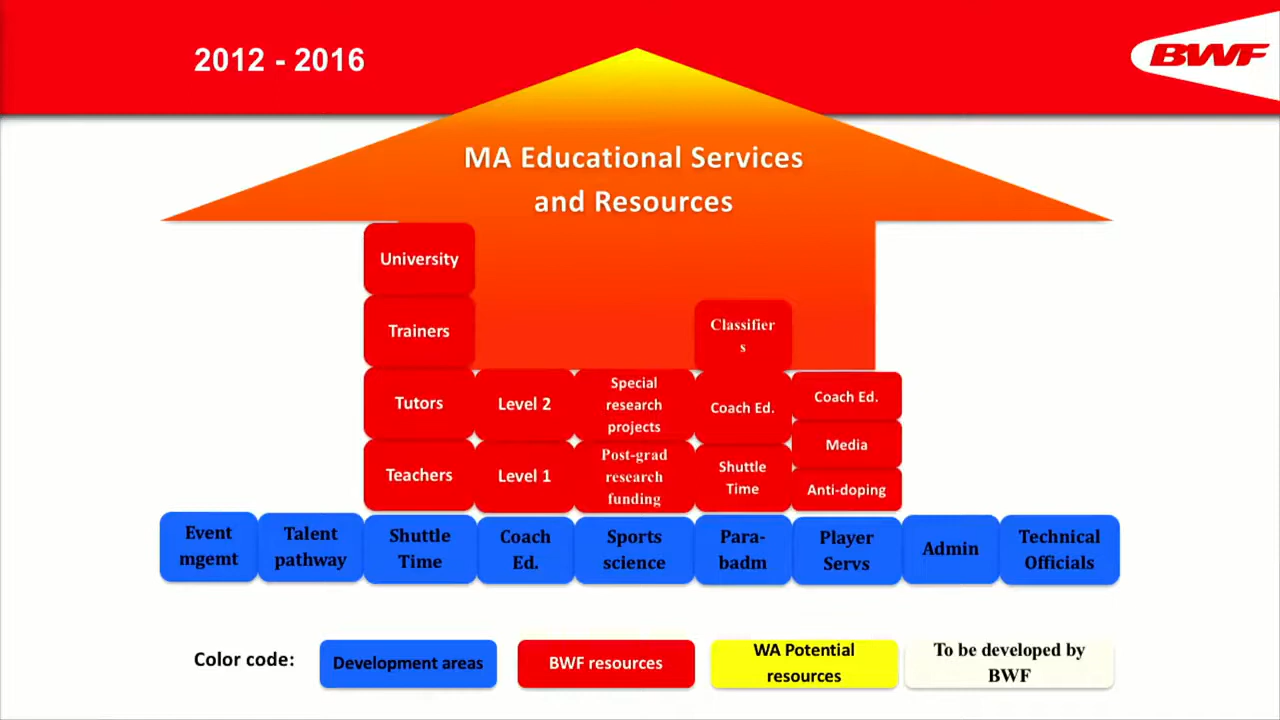 2012 - 2016
BWF
MA Educational Services
and Resources
University
Trainers
Classifier
s
Tutors
Level 2
Special
research
projects
Coach Ed.
Coach Ed.
Media
Teachers
Level 1
Post-grad
research
funding
Shuttle
Time
Anti-doping
Event
mgemt
Talent
pathway
Shuttle
Time
Coach
Ed.
Sports
science
Para-
badm
Player
Servs
Admin
Technical
Officials
Color code:
Development areas
BWF resources
WA Potential
resources
To be developed by
BWF